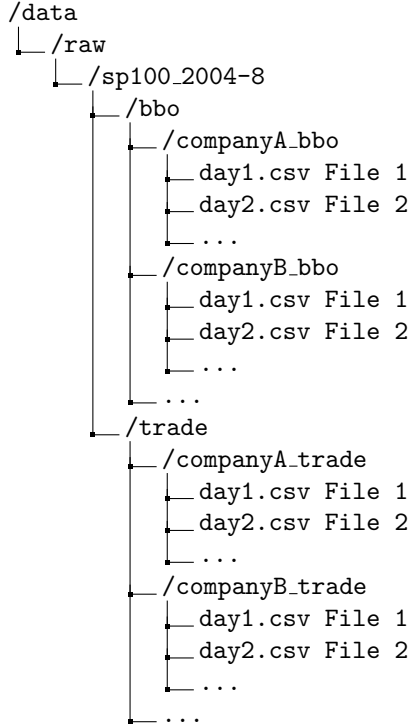 /data
/raw
/sp100_2004-8
/bbo
/companyA_bbo
day1.csv File 1
day2.csv File 2
...
/companyB_bbo
day1.csv File 1
day2.csv File 2
...
...
/trade
/companyA_trade
day1.csv File 1
day2.csv File 2
...
/companyB_trade
day1.csv File 1
day2.csv File 2
...
...